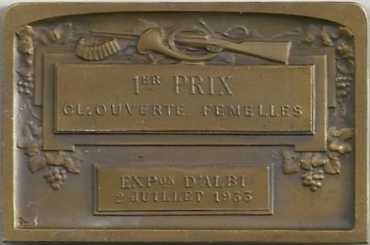 1ER PRIX
CL: OUVERTE FEMELLES
EXPON D'ALBI
2 JUILLET 1933